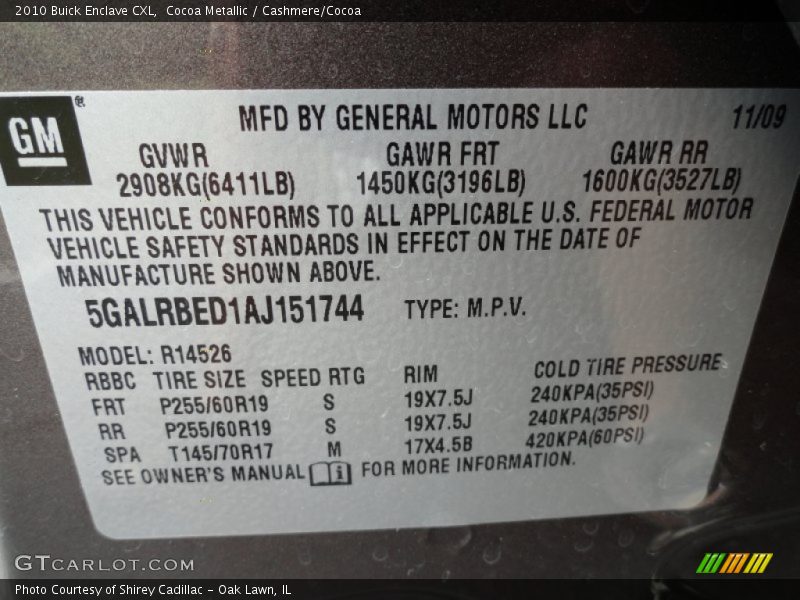 2010 Buick Enclave CXL,  Cocoa Metallic / Cashmere/Cocoa
GM®
MFD BY GENERAL MOTORS LLC 11/09
GVWR GAWR FRT GAWR RR
2908KG(6411LB) 1450KG(3196LB) 1600KG(3527LB)
THIS VEHICLE CONFORMS TO ALL APPLICABLE U.S. FEDERAL MOTOR
VEHICLE SAFETY STANDARDS IN EFFECT ON THE DATE OF
MANUFACTURE SHOWN ABOVE.
5GALRBED1AJ151744 TYPE: M.P.V.
MODEL: R14526
RBBC TIRE SIZE SPEED RTG RIM COLD TIRE PRESSURE
FRT P255/60R19 S 19X7.5J 240KPA(35PSI)
RR P255/60R19 S 19X7.5J 240KPA(35PSI)
SPA T145/70R17 M 17X4.5B 420KPA(60PSI)
SEE OWNER'S MANUAL i FOR MORE INFORMATION.
GTCARLOT.COM
Photo Courtesy of Shirey Cadillac – Oak Lawn, IL